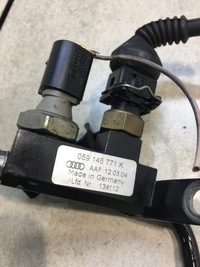 059 145 771 K
AAF 12.03.04
Made in Germany
Lfd. Nr.: 134112